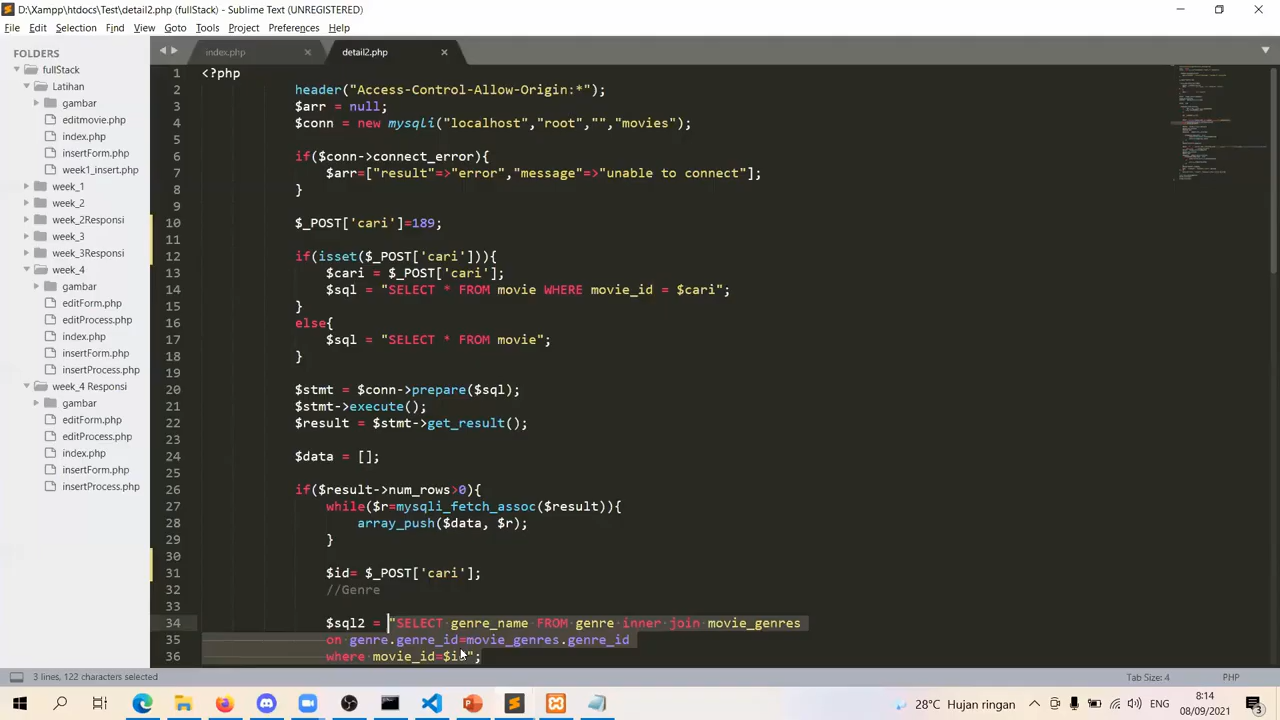 D:\Xampp\htdocs\Test\detail2.php (fullStack) - Sublime Text (UNREGISTERED)
File Edit Selection Find View Goto Tools Project Preferences Help
FOLDERS
fullStack
Latihan
gambar
editmovie.php
index.php
insertForm.php
week1_insert.php
week_1
week_2
week_2Responsi
week_3
week_3Responsi
week_4
gambar
editForm.php
editProcess.php
index.php
insertForm.php
insertProcess.php
week_4 Responsi
gambar
editForm.php
editProcess.php
index.php
insertForm.php
insertProcess.php
index.php
detail2.php
1 <?php
2 header("Access-Control-Allow-Origin:*");
3 $arr = null;
4 $conn = new mysqli("localhost","root","","movies");
5
6 if($conn->connect_error){
7 $arr=["result"=>"error","message"=>"unable to connect"];
8 }
9
10 $_POST['cari']=189;
11
12 if(isset($_POST['cari'])){
13 $cari = $_POST['cari'];
14 $sql = "SELECT * FROM movie WHERE movie_id = $cari";
15 }
16 else{
17 $sql = "SELECT * FROM movie";
18 }
19
20 $stmt = $conn->prepare($sql);
21 $stmt->execute();
22 $result = $stmt->get_result();
23
24 $data = [];
25
26 if($result->num_rows>0){
27 while($r=mysqli_fetch_assoc($result)){
28 array_push($data, $r);
29 }
30
31 $id= $_POST['cari'];
32 //Genre
33
34 $sql2 = "SELECT genre_name FROM genre inner join movie_genres
35 on genre.genre_id=movie_genres.genre_id
36 where movie_id=$id";
3 lines, 122 characters selected
Tab Size: 4
PHP
28°C Hujan ringan
8:14
08/09/2021
3